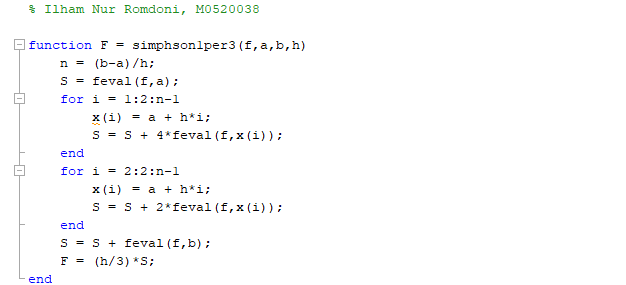 % Ilham Nur Romdoni, M0520038
function F = simphson1per3(f,a,b,h)
n = (b-a)/h;
S = feval(f,a);
for i = 1:2:n-1
x(i) = a + h*i;
S = S + 4*feval(f,x(i));
end
for i = 2:2:n-1
x(i) = a + h*i;
S = S + 2*feval(f,x(i));
end
S = S + feval(f,b);
F = (h/3)*S;
end